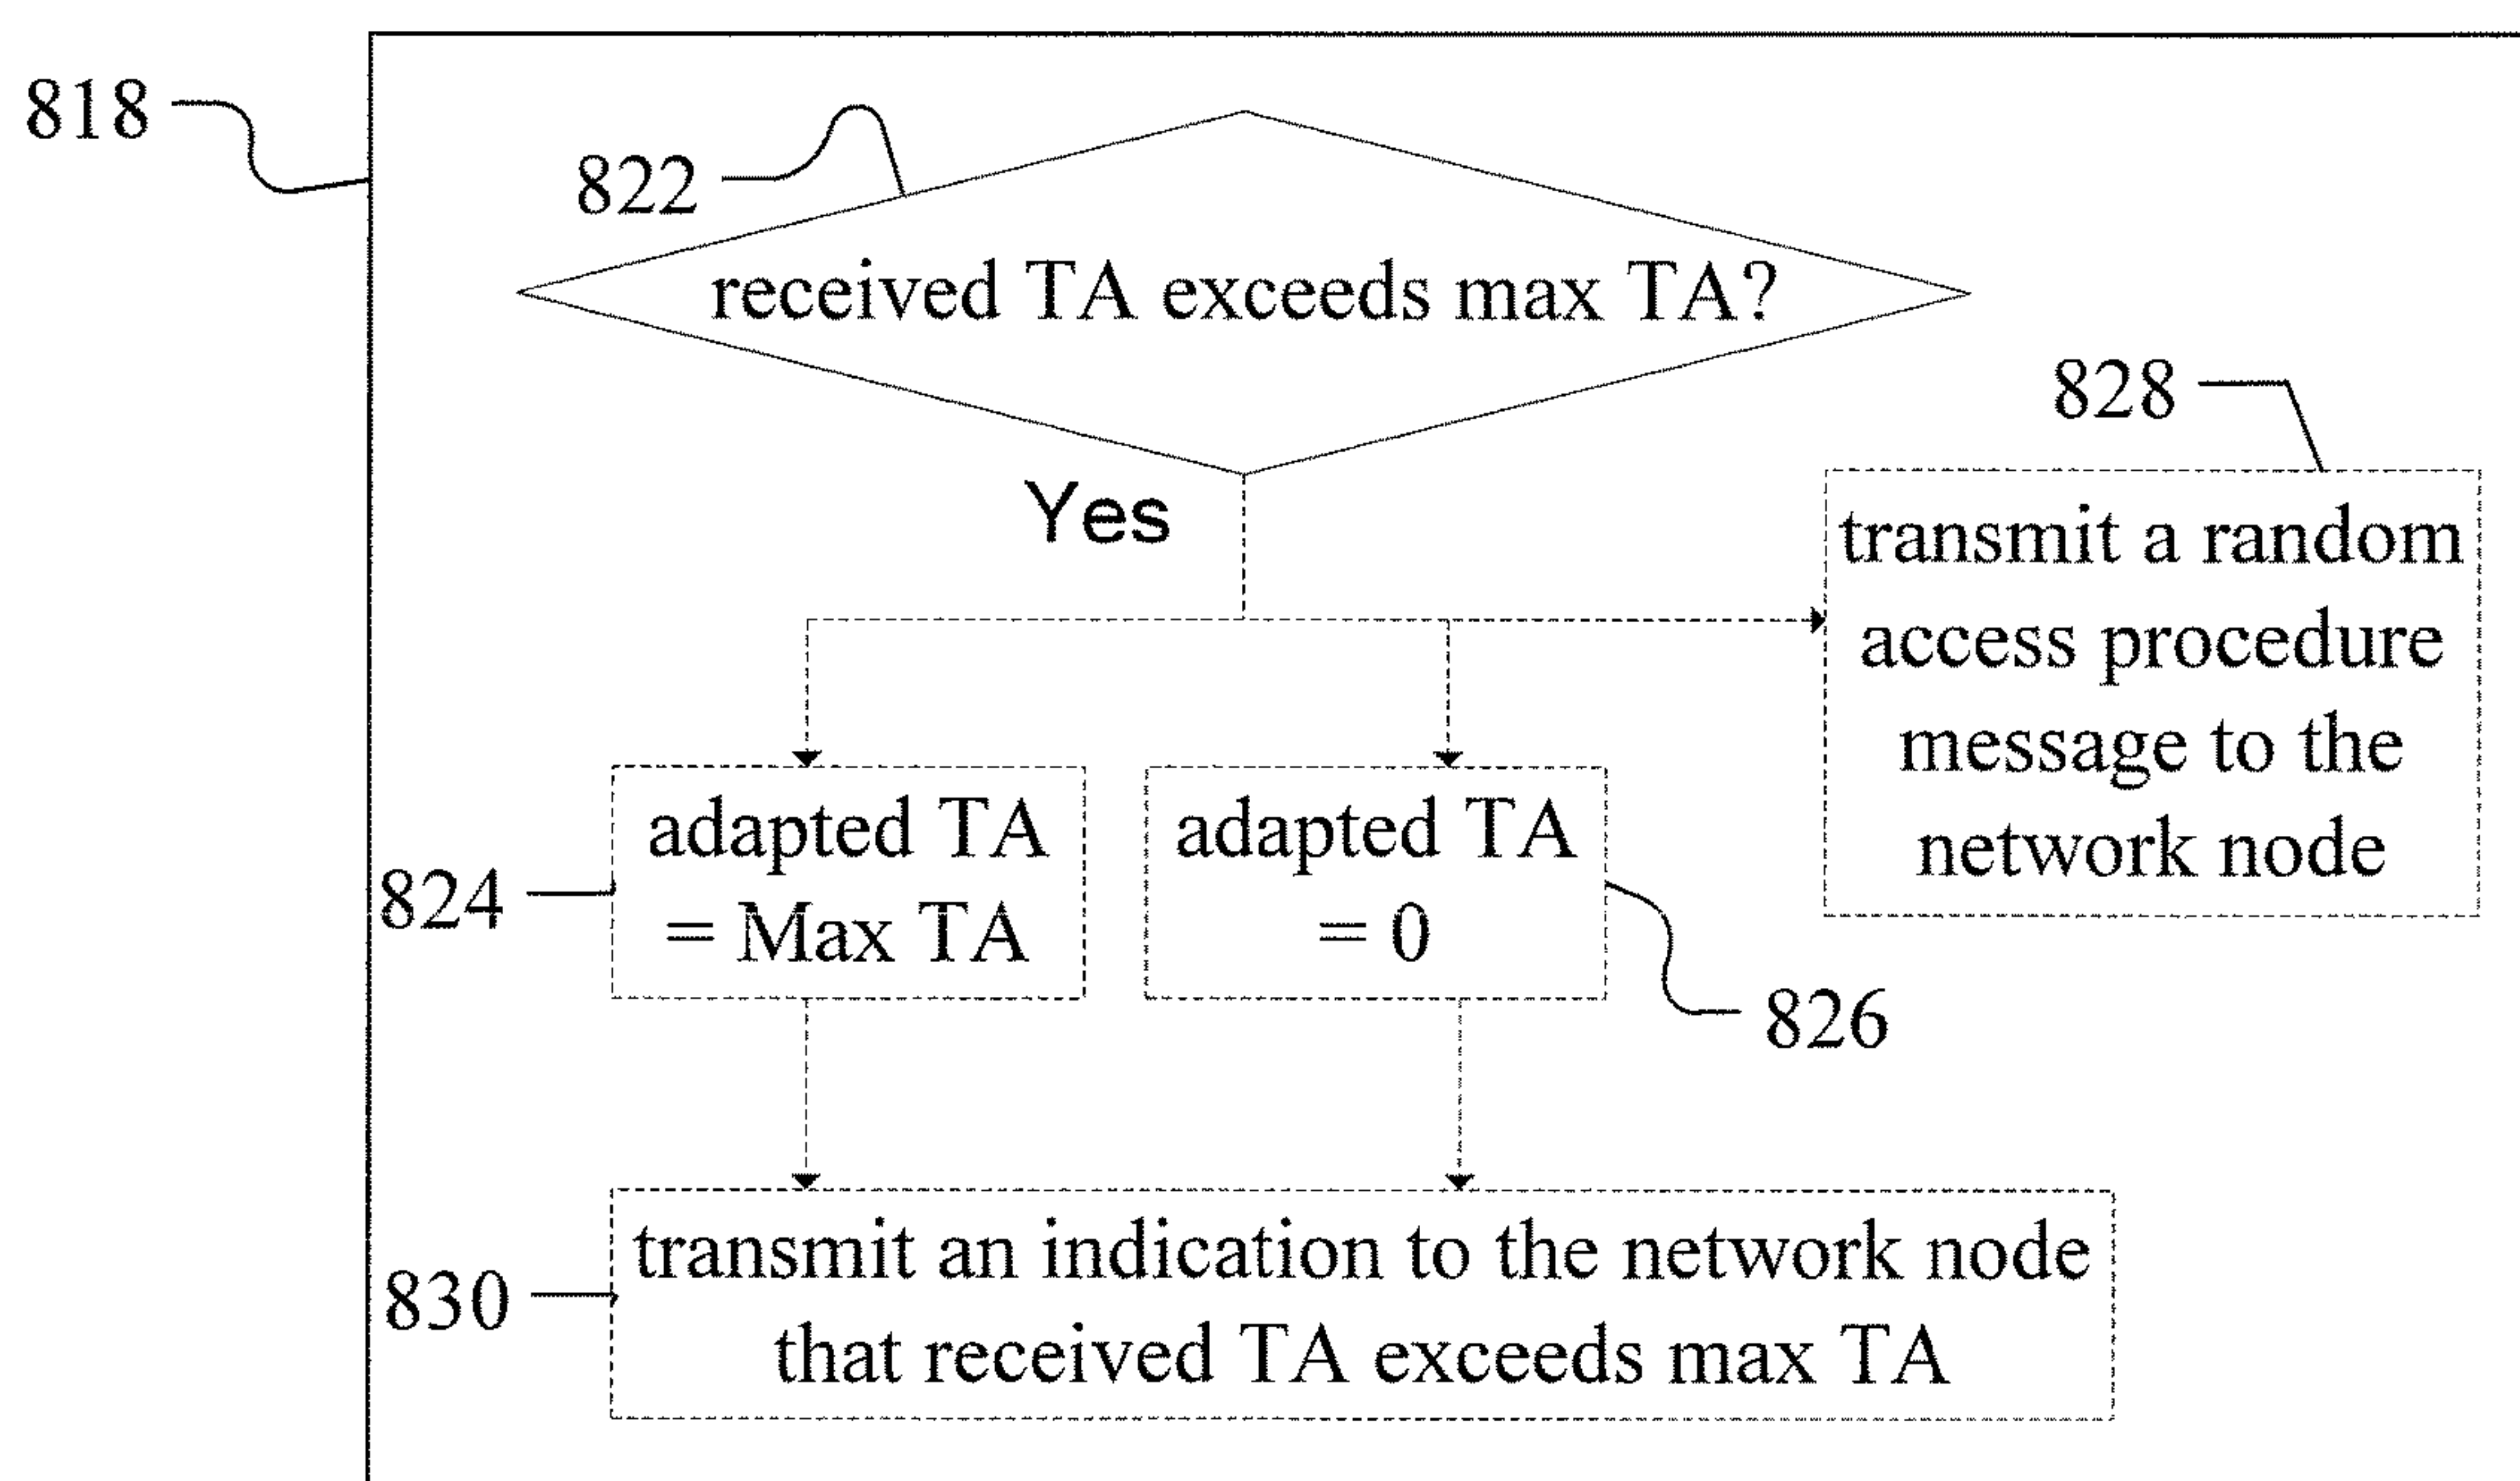 818
822
received TA exceeds max TA?
828
Yes
transmit a random
access procedure
message to the
network node
adapted TA
= Max TA
adapted TA
= 0
824
826
transmit an indication to the network node
that received TA exceeds max TA
830